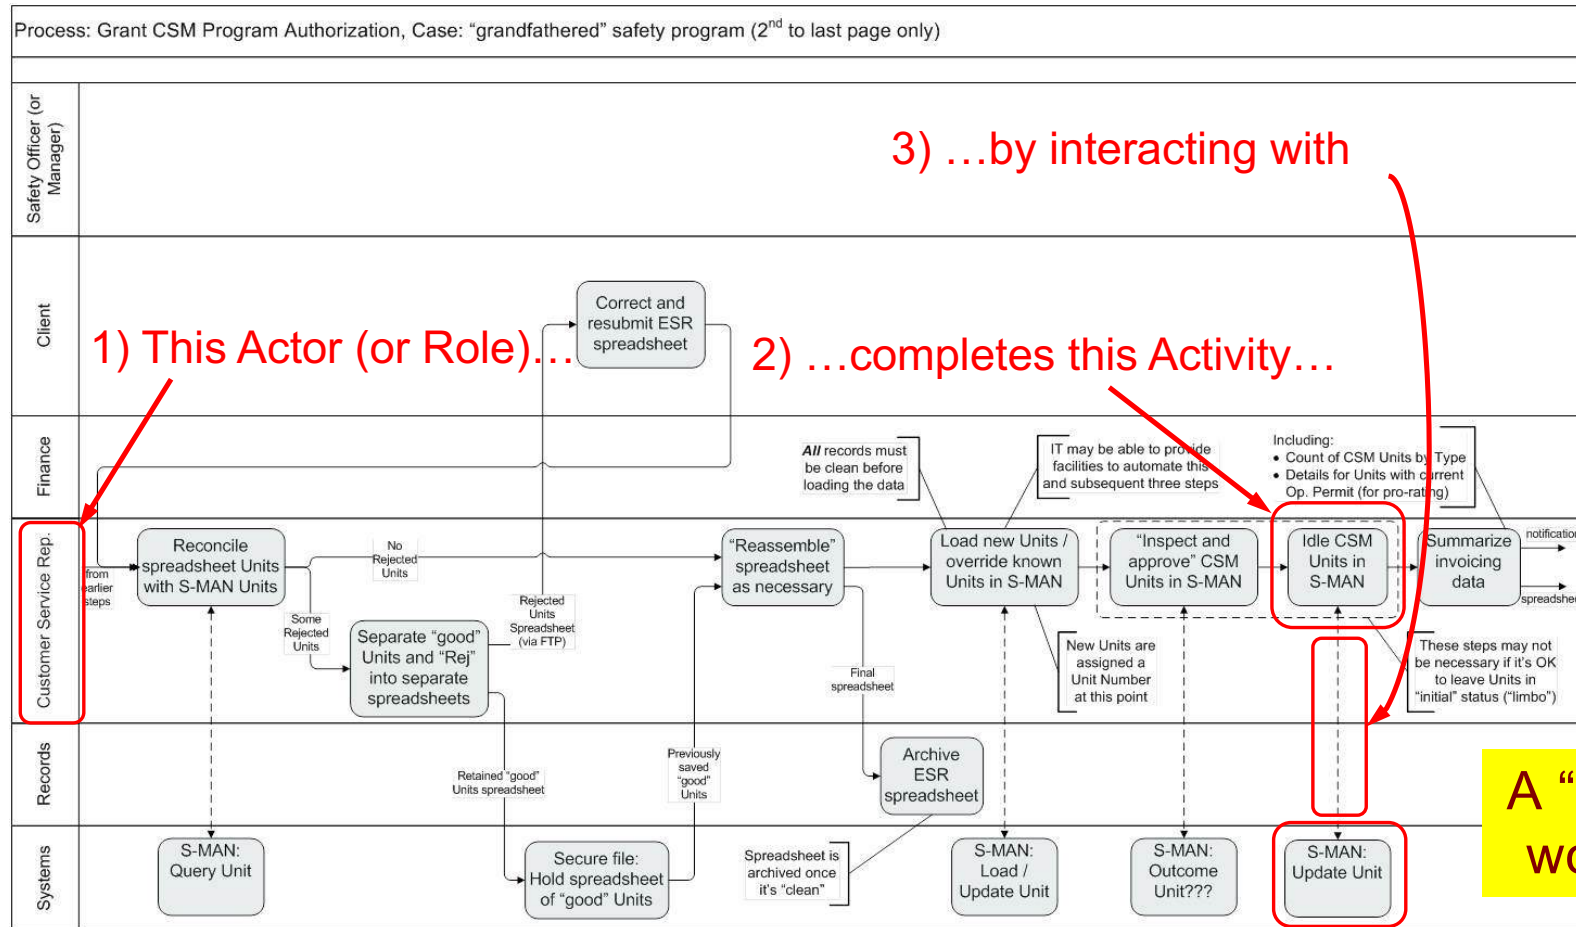 Process: Grant CSM Program Authorization, Case: “grandfathered” safety program (2nd to last page only)
Safety Officer (or
Manager)
3) …by interacting with
Client
Correct and
resubmit ESR
spreadsheet
1) This Actor (or Role)…
2) …completes this Activity…
Finance
All records must
be clean before
loading the data
IT may be able to provide
facilities to automate this
and subsequent three steps
Including:
• Count of CSM Units by Type
• Details for Units with current
Op. Permit (for pro-rating)
Customer Service Rep.
from
earlier
steps
Reconcile
spreadsheet Units
with S-MAN Units
No
Rejected
Units
Some
Rejected
Units
Separate “good”
Units and “Rej”
into separate
spreadsheets
Rejected
Units
Spreadsheet
(via FTP)
“Reassemble”
spreadsheet
as necessary
Final
spreadsheet
Load new Units /
override known
Units in S-MAN
New Units are
assigned a
Unit Number
at this point
“Inspect and
approve” CSM
Units in S-MAN
Idle CSM
Units in
S-MAN
Summarize
invoicing
data
notification
spreadsheet
These steps may not
be necessary if it’s OK
to leave Units in
“initial” status (“limbo”)
Records
Retained “good”
Units spreadsheet
Previously
saved
“good”
Units
Archive
ESR
spreadsheet
A “
Systems
S-MAN:
Query Unit
Secure file:
Hold spreadsheet
of “good” Units
Spreadsheet is
archived once
it’s “clean”
S-MAN:
Load /
Update Unit
S-MAN:
Outcome
Unit???
S-MAN:
Update Unit